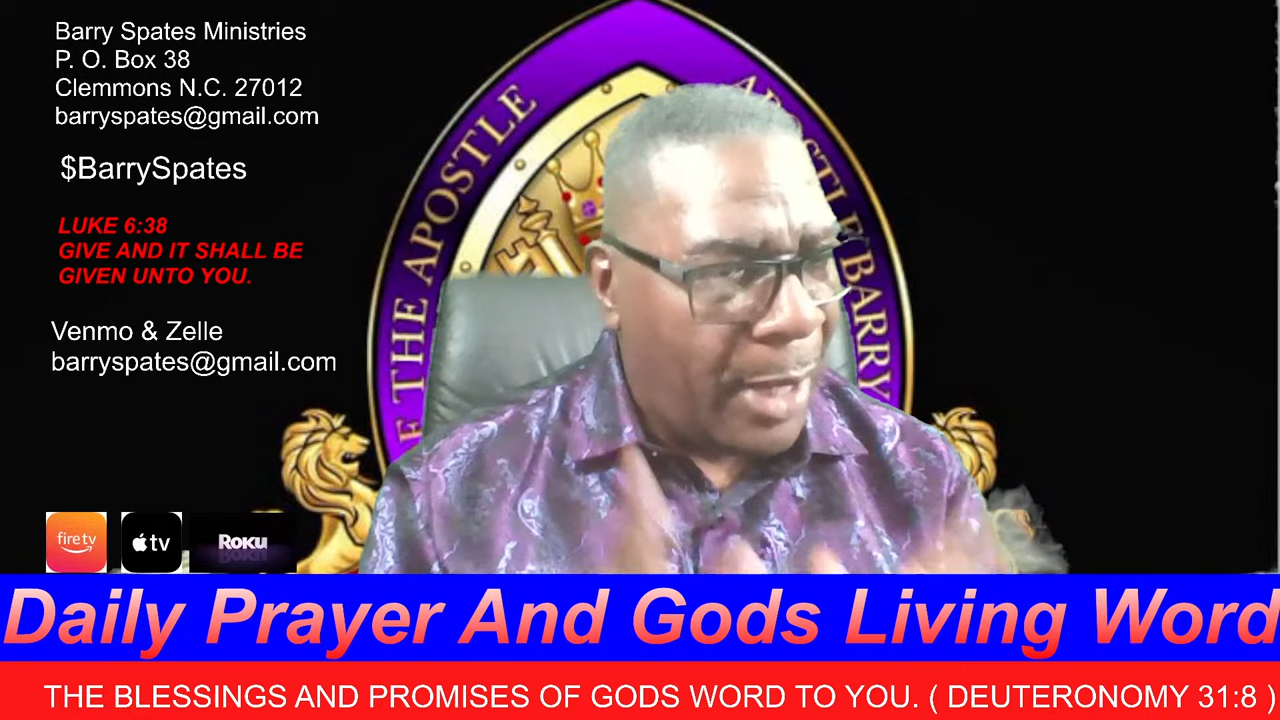 Barry Spates Ministries
P. O. Box 38
Clemmons N.C. 27012
barryspates@gmail.com
$BarrySpates
LUKE 6:38
GIVE AND IT SHALL BE
GIVEN UNTO YOU.
Venmo & Zelle
barryspates@gmail.com
THE APOSTLE
APOSTLE BARRY
fire tv
tv
ROKU
Daily Prayer And Gods Living Word
THE BLESSINGS AND PROMISES OF GODS WORD TO YOU. ( DEUTERONOMY 31:8 )